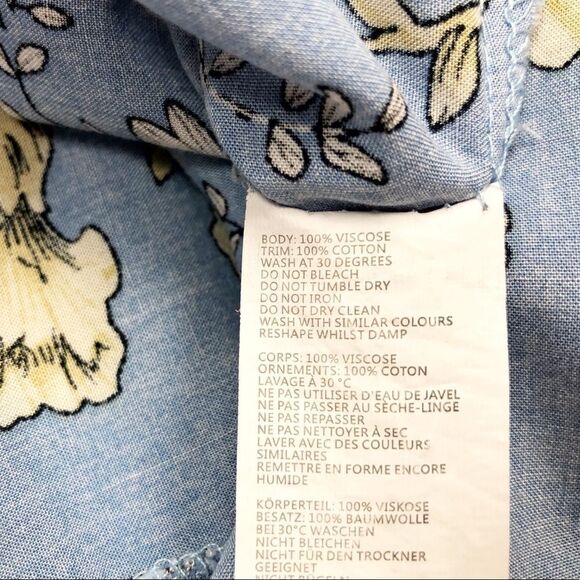 BODY: 100% VISCOSE
TRIM: 100% COTTON
WASH AT 30 DEGREES
DO NOT BLEACH
DO NOT TUMBLE DRY
DO NOT IRON
DO NOT DRY CLEAN
WASH WITH SIMILAR COLOURS
RESHAPE WHILST DAMP
CORPS: 100% VISCOSE
ORNEMENTS: 100% COTON
LAVAGE À 30 °C
NE PAS UTILISER D'EAU DE JAVEL
NE PAS PASSER AU SÈCHE-LINGE
NE PAS REPASSER
NE PAS NETTOYER À SEC
LAVER AVEC DES COULEURS
SIMILAIRES
REMETTRE EN FORME ENCORE
HUMIDE
KÖRPERTEIL: 100% VISKOSE
BESATZ: 100% BAUMWOLLE
BEI 30°C WASCHEN
NICHT BLEICHEN
NICHT FÜR DEN TROCKNER
GEEIGNET
NICHT BÜGELN